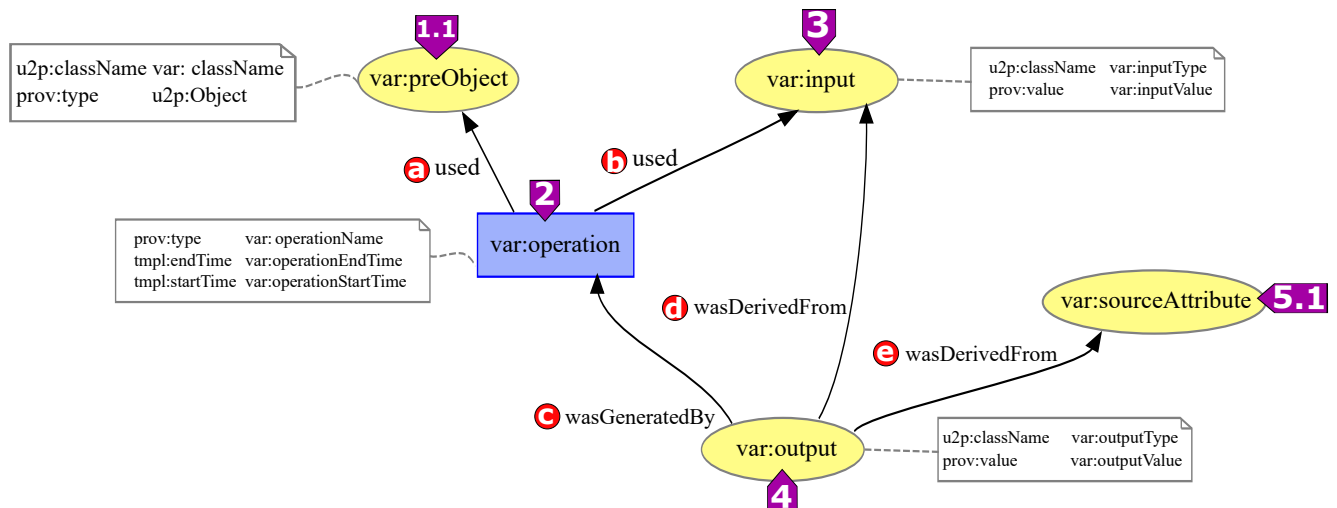 1.1
3
u2p:className var: className
prov:type u2p:Object
var:preObject
var:input
u2p:className var:inputType
prov:value var:inputValue
a used
b used
2
prov:type var: operationName
tmpl:endTime var:operationEndTime
tmpl:startTime var:operationStartTime
var:operation
var:sourceAttribute
5.1
d wasDerivedFrom
e wasDerivedFrom
c wasGeneratedBy
var:output
u2p:className var:outputType
prov:value var:outputValue
4